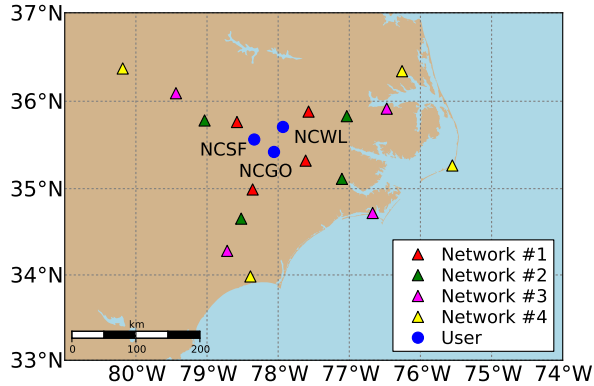 37°N
36°N
35°N
34°N
33°N
NCSF
NCWL
NCGO
Network #1
Network #2
Network #3
Network #4
User
km
0 100 200
80°W 79°W 78°W 77°W 76°W 75°W 74°W